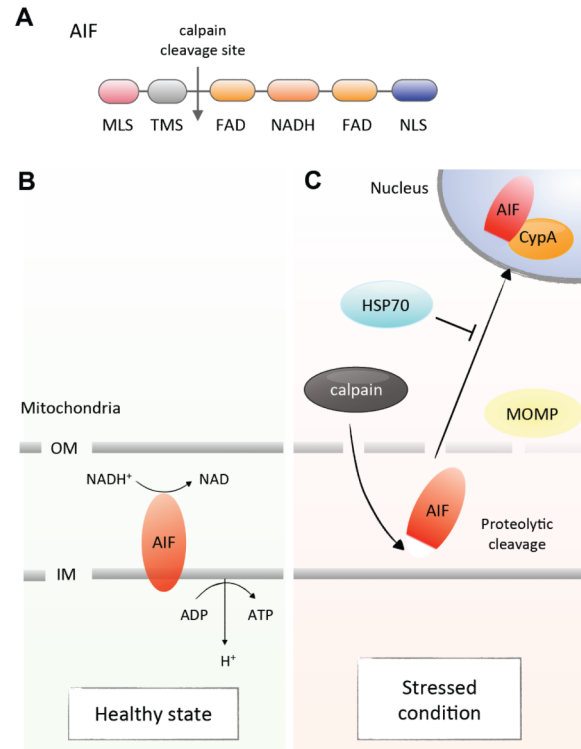 A
AIF
calpain
cleavage site
MLS TMS FAD NADH FAD NLS
B
Mitochondria
OM
NADH⁺ NAD
AIF
IM
ADP ATP
H⁺
Healthy state
C
Nucleus
AIF
CypA
HSP70
calpain
MOMP
AIF
Proteolytic
cleavage
Stressed
condition